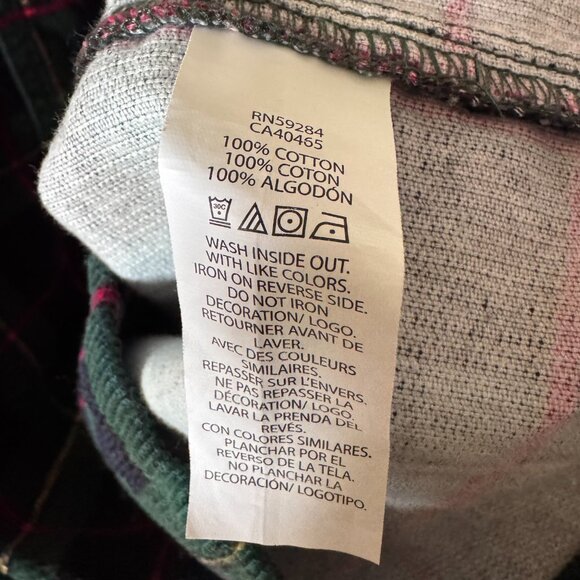 RN59284
CA40465
100% COTTON
100% COTON
100% ALGODÓN
30C
WASH INSIDE OUT.
WITH LIKE COLORS.
IRON ON REVERSE SIDE.
DO NOT IRON
DECORATION/ LOGO.
RETOURNER AVANT DE
LAVER.
AVEC DES COULEURS
SIMILAIRES.
REPASSER SUR L'ENVERS.
NE PAS REPASSER LA
DÉCORATION/ LOGO.
LAVAR LA PRENDA DEL
REVÉS.
CON COLORES SIMILARES.
PLANCHAR POR EL
REVERSO DE LA TELA.
NO PLANCHAR LA
DECORACIÓN/ LOGOTIPO.